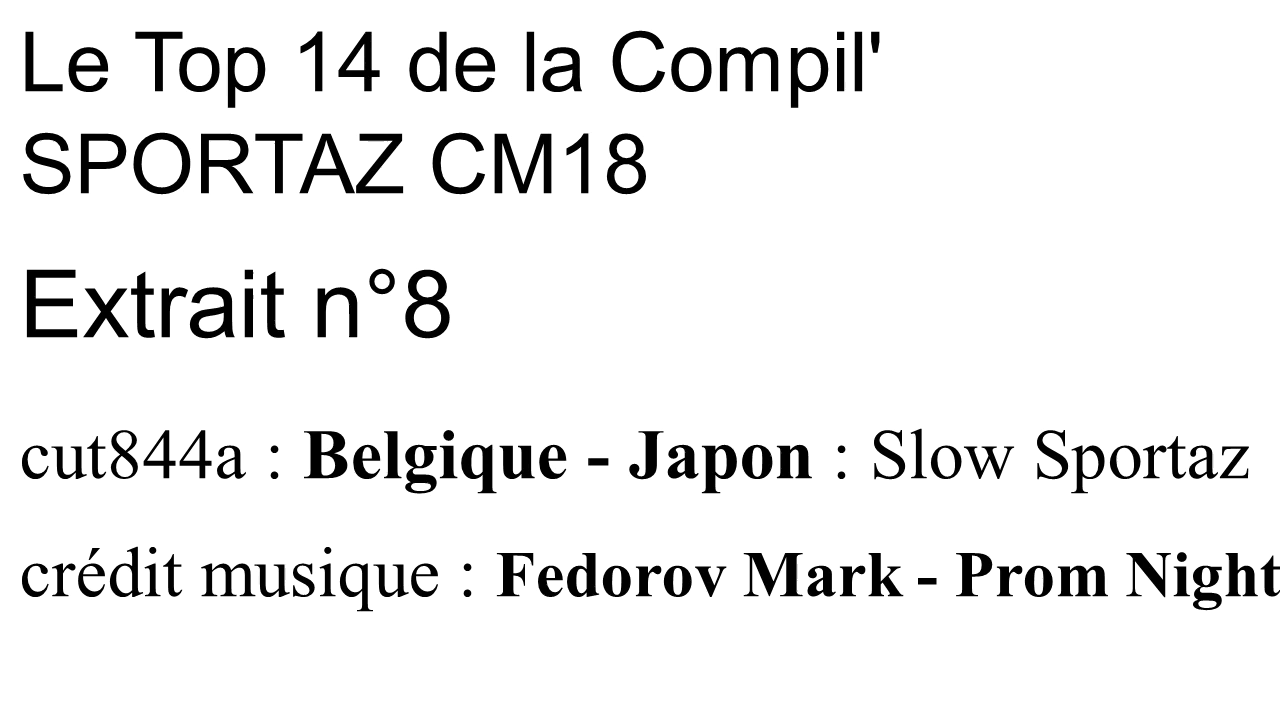 Le Top 14 de la Compil'
SPORTAZ CM18
Extrait n°8
cut844a : Belgique - Japon : Slow Sportaz
crédit musique : Fedorov Mark - Prom Night